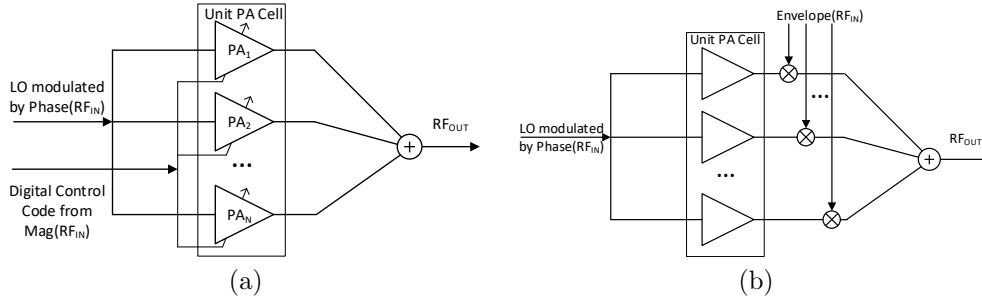 Unit PA Cell
PA1
LO modulated
by Phase(RFIN)
PA2
RFOUT
...
Digital Control
Code from
Mag(RFIN)
PAN
(a)
Envelope(RFIN)
Unit PA Cell
...
LO modulated
by Phase(RFIN)
RFOUT
...
(b)